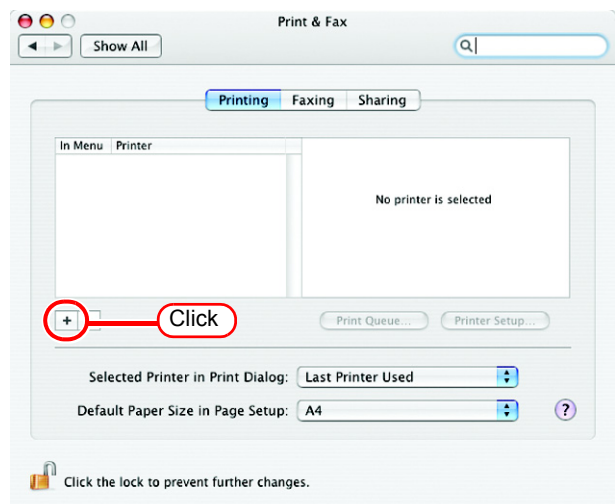 Print & Fax
Show All
Printing Faxing Sharing
In Menu Printer
No printer is selected
+ Click
Print Queue... Printer Setup...
Selected Printer in Print Dialog: Last Printer Used
Default Paper Size in Page Setup: A4 ?
Click the lock to prevent further changes.